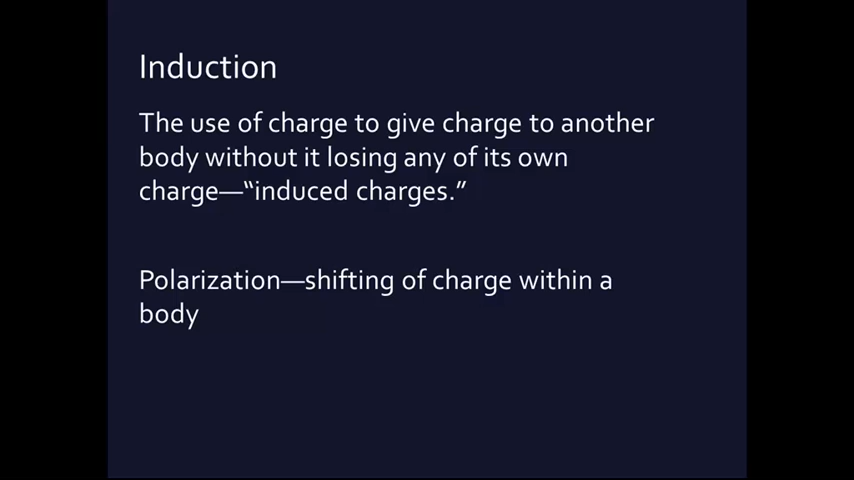 Induction
The use of charge to give charge to another
body without it losing any of its own
charge—“induced charges.”
Polarization—shifting of charge within a
body